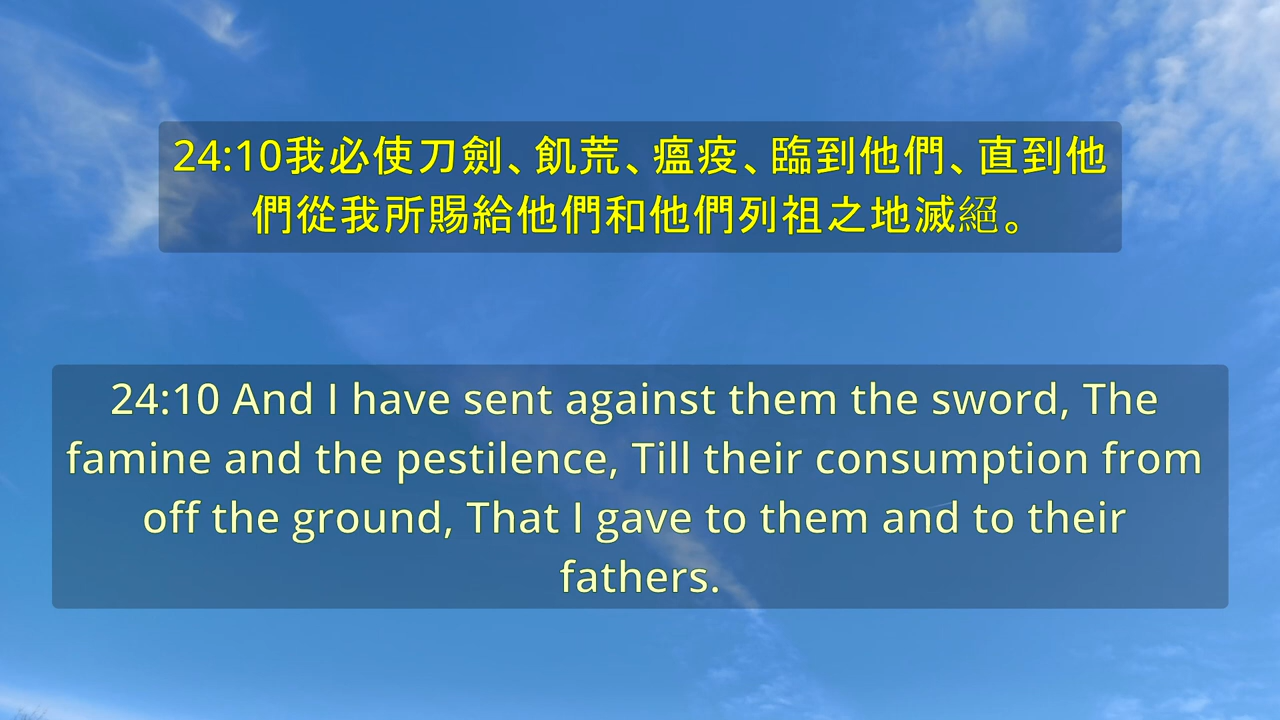 24:10我必使刀劍、飢荒、瘟疫、臨到他們、直到他
們從我所賜給他們和他們列祖之地滅絕。
24:10 And I have sent against them the sword, The
famine and the pestilence, Till their consumption from
off the ground, That I gave to them and to their
fathers.